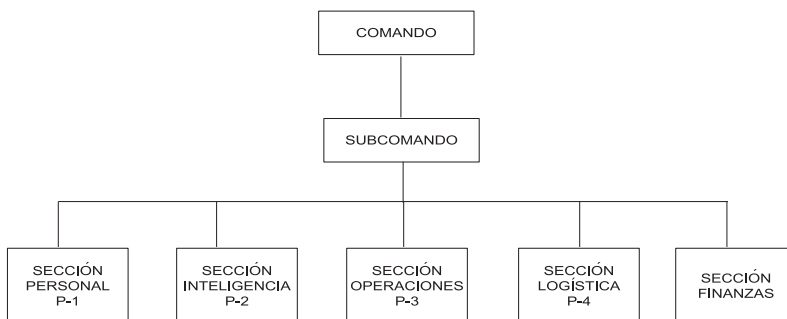 COMANDO
SUBCOMANDO
SECCIÓN
PERSONAL
P-1
SECCIÓN
INTELIGENCIA
P-2
SECCIÓN
OPERACIONES
P-3
SECCIÓN
LOGÍSTICA
P-4
SECCIÓN
FINANZAS